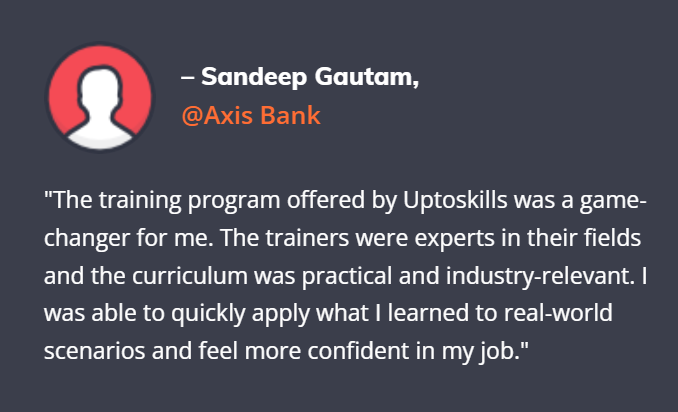 – Sandeep Gautam,
@Axis Bank
"The training program offered by Uptoskills was a game-
changer for me. The trainers were experts in their fields
and the curriculum was practical and industry-relevant. I
was able to quickly apply what I learned to real-world
scenarios and feel more confident in my job."